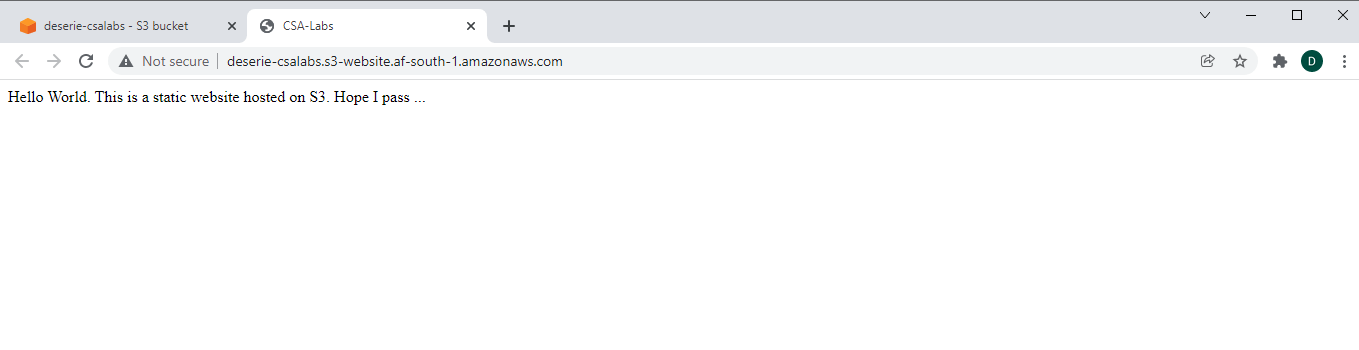 deserie-csalabs - S3 bucket
CSA-Labs
Not secure
deserie-csalabs.s3-website.af-south-1.amazonaws.com
D
Hello World. This is a static website hosted on S3. Hope I pass ...